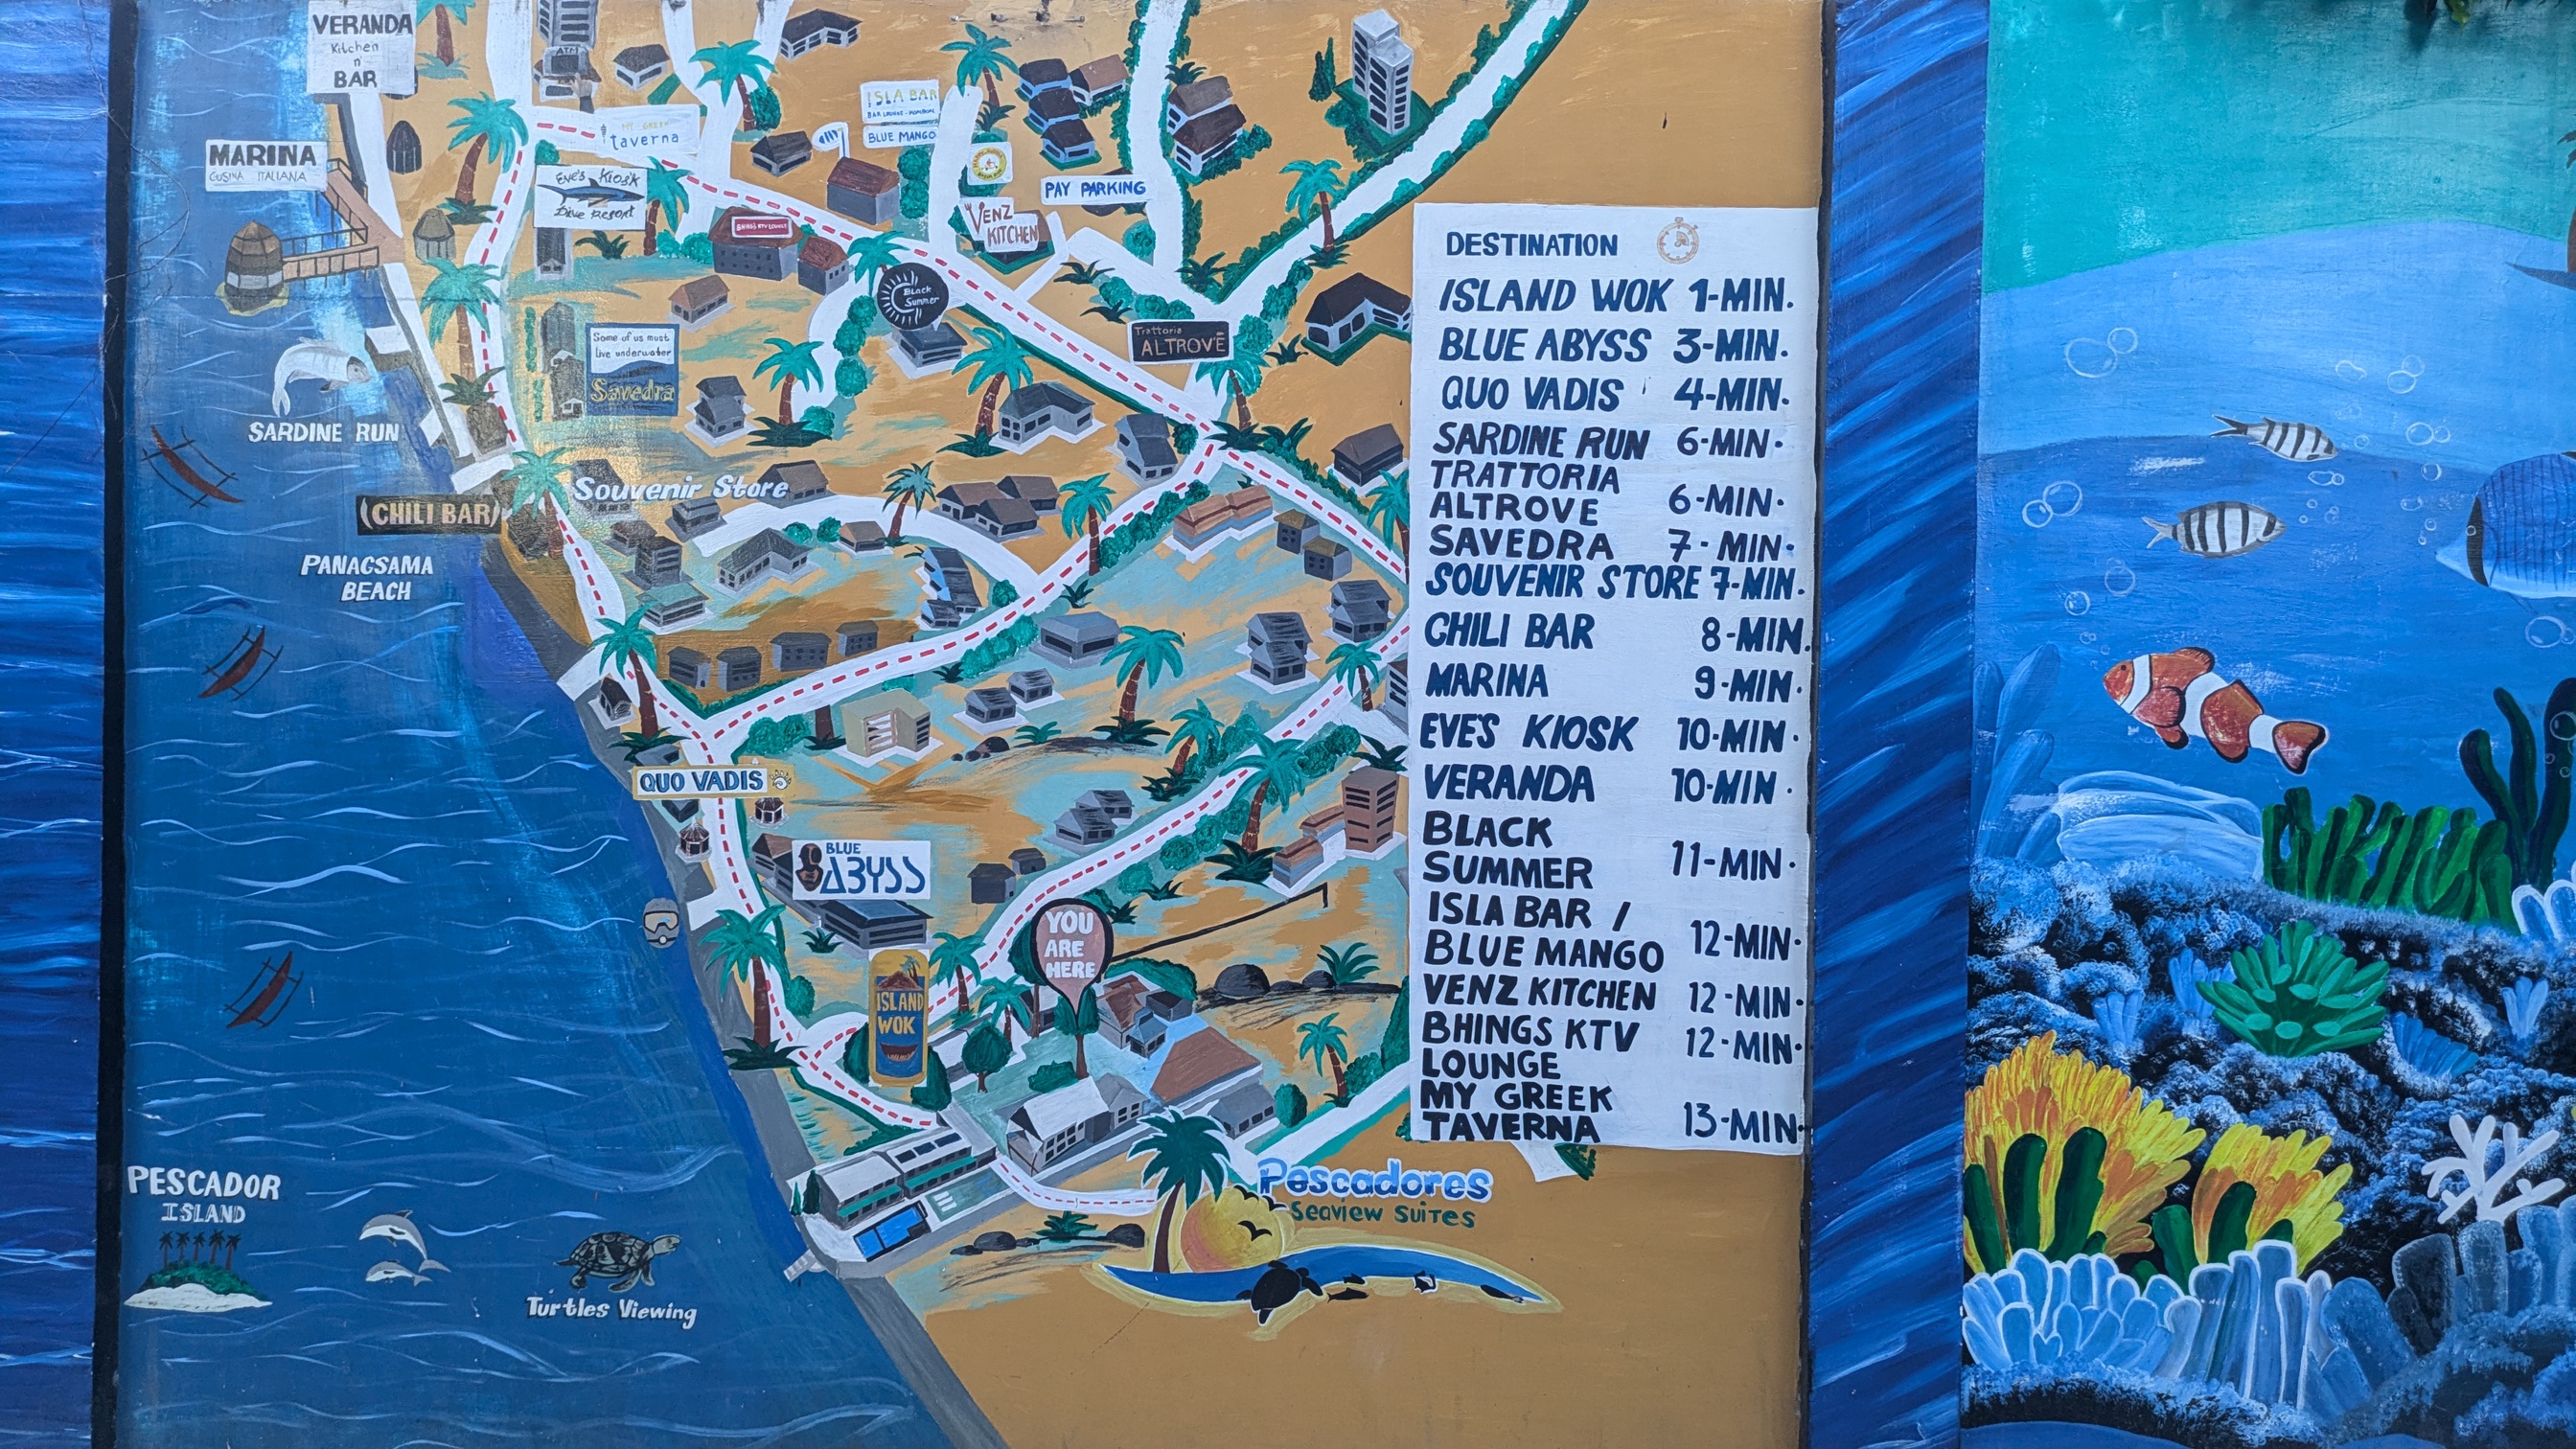 VERANDA
Kitchen
n'
BAR
ATM
MARINA
CUSINA ITALIANA
MY GREEK
taverna
EVE'S KIOSK
Dive Resort
ISLA BAR
BLUE MANGO
VENZ
KITCHEN
PAY PARKING
BHINGS KTV LOUNGE
Black
Summer
Trattoria
ALTROVE
Some of us must
live underwater
Savedra
SARDINE RUN
Souvenir Store
(CHILI BAR)
PANAGSAMA
BEACH
QUO VADIS
BLUE
ABYSS
YOU
ARE
HERE
ISLAND
WOK
PESCADOR
ISLAND
Turtles Viewing
Pescadores
Seaview Suites
DESTINATION
ISLAND WOK 1-MIN.
BLUE ABYSS 3-MIN.
QUO VADIS 4-MIN.
SARDINE RUN 6-MIN.
TRATTORIA
ALTROVE 6-MIN.
SAVEDRA 7-MIN.
SOUVENIR STORE 7-MIN.
CHILI BAR 8-MIN.
MARINA 9-MIN.
EVE'S KIOSK 10-MIN.
VERANDA 10-MIN.
BLACK
SUMMER 11-MIN.
ISLA BAR /
BLUE MANGO 12-MIN.
VENZ KITCHEN 12-MIN.
BHINGS KTV
LOUNGE 12-MIN.
MY GREEK
TAVERNA 13-MIN.